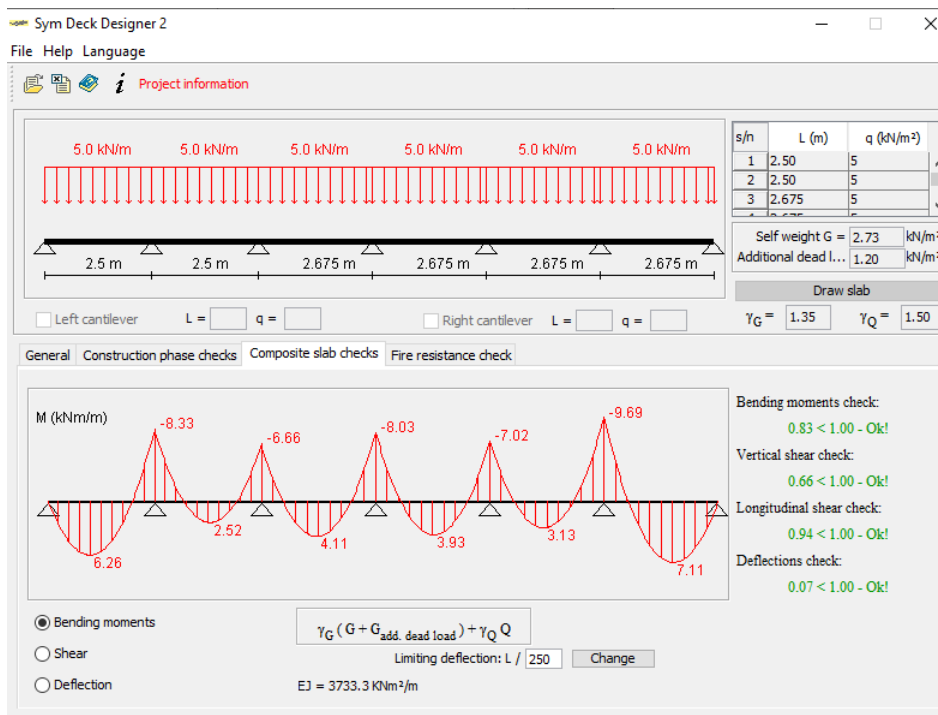 Sym Deck Designer 2
File Help Language
i Project information
5.0 kN/m 5.0 kN/m 5.0 kN/m 5.0 kN/m 5.0 kN/m 5.0 kN/m
2.5 m 2.5 m 2.675 m 2.675 m 2.675 m 2.675 m
s/n L (m) q (kN/m²)
1 2.50 5
2 2.50 5
3 2.675 5
Self weight G = 2.73 kN/m²
Additional dead l... 1.20 kN/m²
Draw slab
Left cantilever L = q = Right cantilever L = q = γG = 1.35 γQ = 1.50
General Construction phase checks Composite slab checks Fire resistance check
M (kNm/m)
-8.33 -6.66 -8.03 -7.02 -9.69
6.26 2.52 4.11 3.93 3.13 7.11
Bending moments check:
0.83 < 1.00 - Ok!
Vertical shear check:
0.66 < 1.00 - Ok!
Longitudinal shear check:
0.94 < 1.00 - Ok!
Deflections check:
0.07 < 1.00 - Ok!
Bending moments
γG (G + Gadd. dead load) + γQ Q
Shear
Limiting deflection: L / 250 Change
Deflection
EJ = 3733.3 KNm²/m